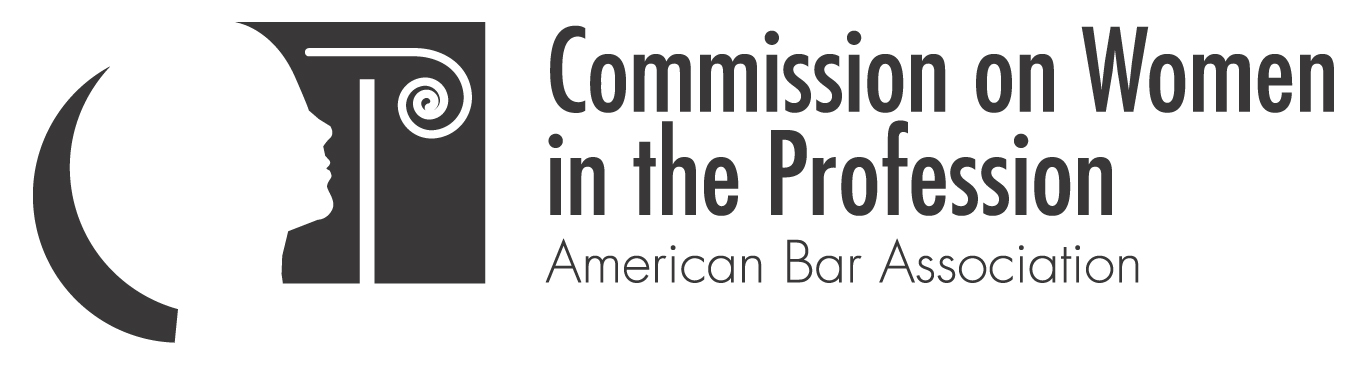 Commission on Women
in the Profession
American Bar Association